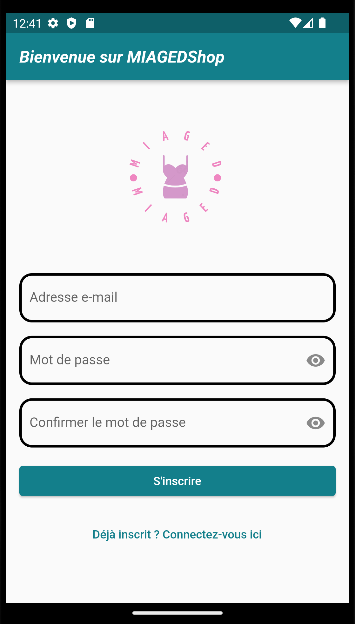 12:41
Bienvenue sur MIAGEDShop
MIAGED
MIAGED
Adresse e-mail
Mot de passe
Confirmer le mot de passe
S'inscrire
Déjà inscrit ? Connectez-vous ici